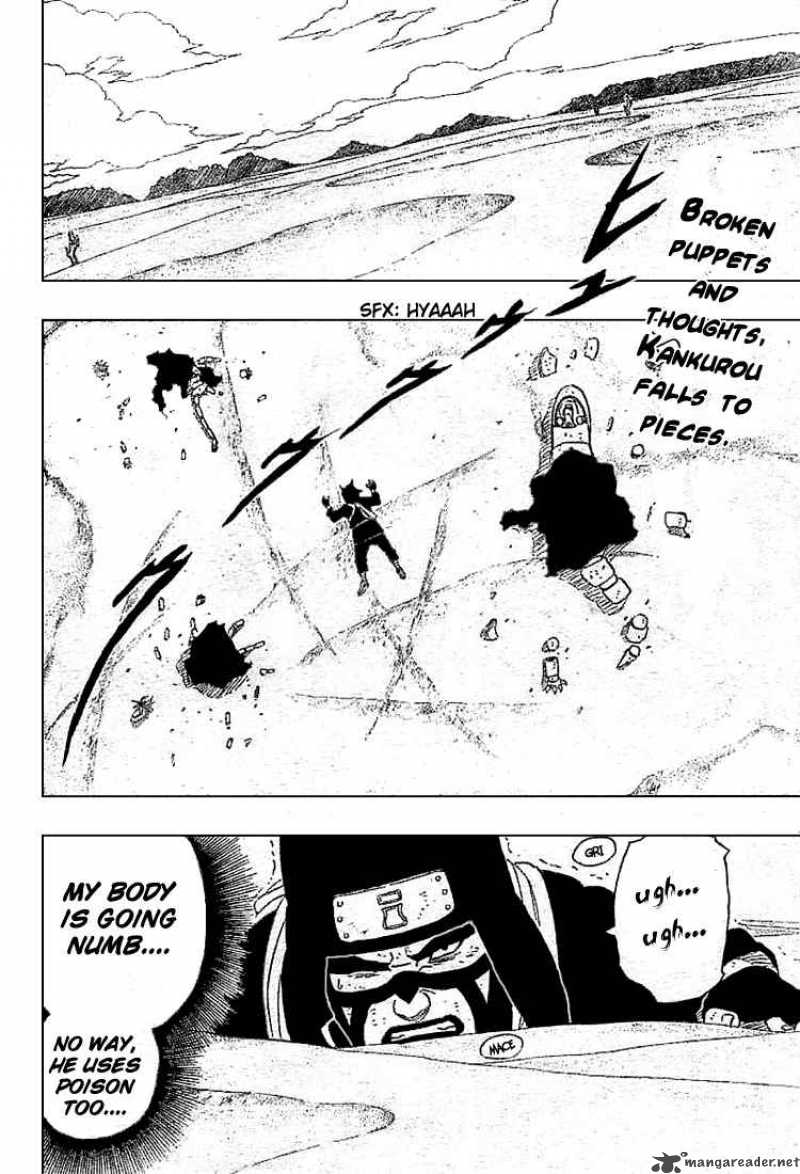 BROKEN
PUPPETS
AND
THOUGHTS,
KANKUROU
FALLS TO
PIECES.
SFX: HYAAAH
GRI
ugh...
ugh...
MY BODY
IS GOING
NUMB....
NO WAY,
HE USES
POISON
TOO....
MACE
mangareader.net